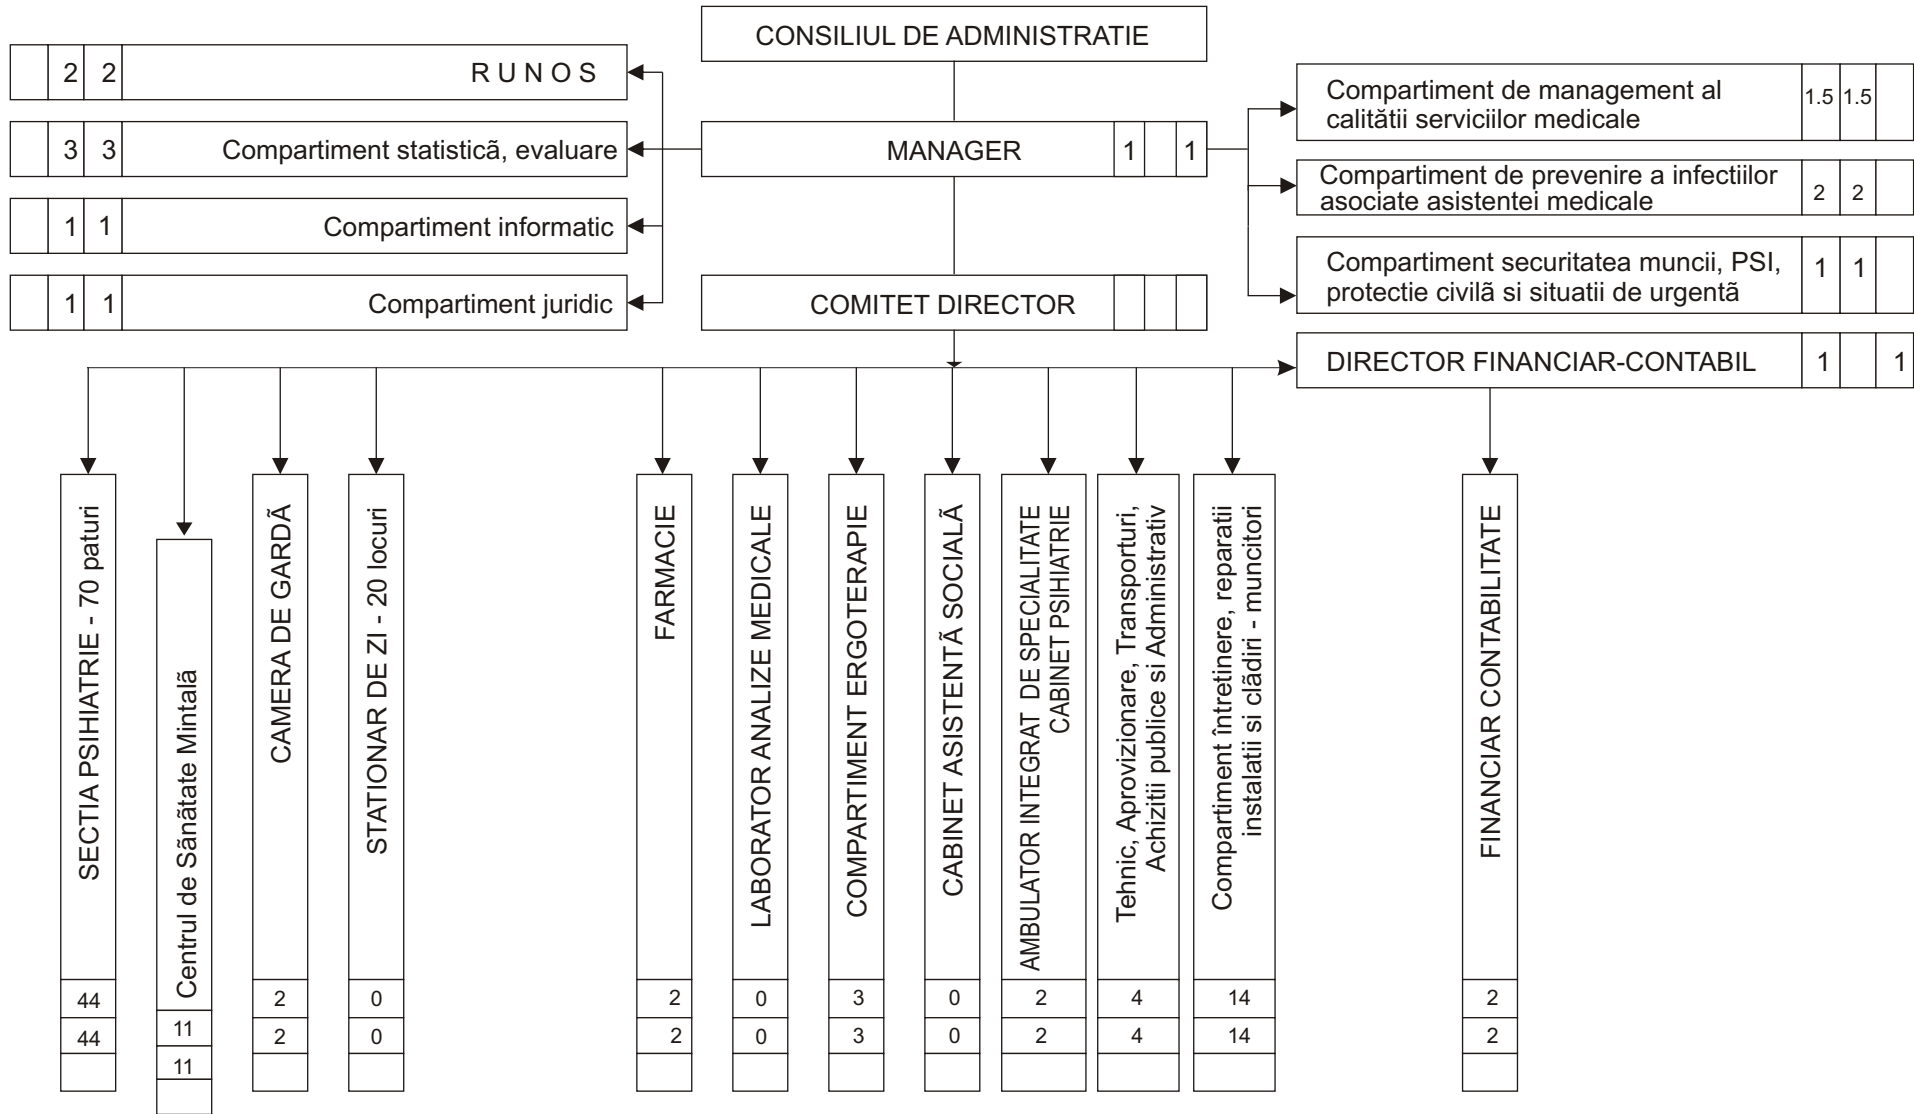 CONSILIUL DE ADMINISTRATIE
2 2 R U N O S
3 3 Compartiment statisticã, evaluare
1 1 Compartiment informatic
1 1 Compartiment juridic
MANAGER 1 1
COMITET DIRECTOR
Compartiment de management al
calitãtii serviciilor medicale
1.5 1.5
Compartiment de prevenire a infectiilor
asociate asistentei medicale
2 2
Compartiment securitatea muncii, PSI,
protectie civilã si situatii de urgentã
1 1
DIRECTOR FINANCIAR-CONTABIL 1 1
SECTIA PSIHIATRIE - 70 paturi
44
44
Centrul de Sãnãtate Mintalã
11
11
CAMERA DE GARDÃ
2
2
STATIONAR DE ZI - 20 locuri
0
0
FARMACIE
2
2
LABORATOR ANALIZE MEDICALE
0
0
COMPARTIMENT ERGOTERAPIE
3
3
CABINET ASISTENTÃ SOCIALÃ
0
0
AMBULATOR INTEGRAT DE SPECIALITATE
CABINET PSIHIATRIE
2
2
Tehnic, Aprovizionare, Transporturi,
Achizitii publice si Administrativ
4
4
Compartiment întretinere, reparatii
instalatii si clãdiri - muncitori
14
14
FINANCIAR CONTABILITATE
2
2